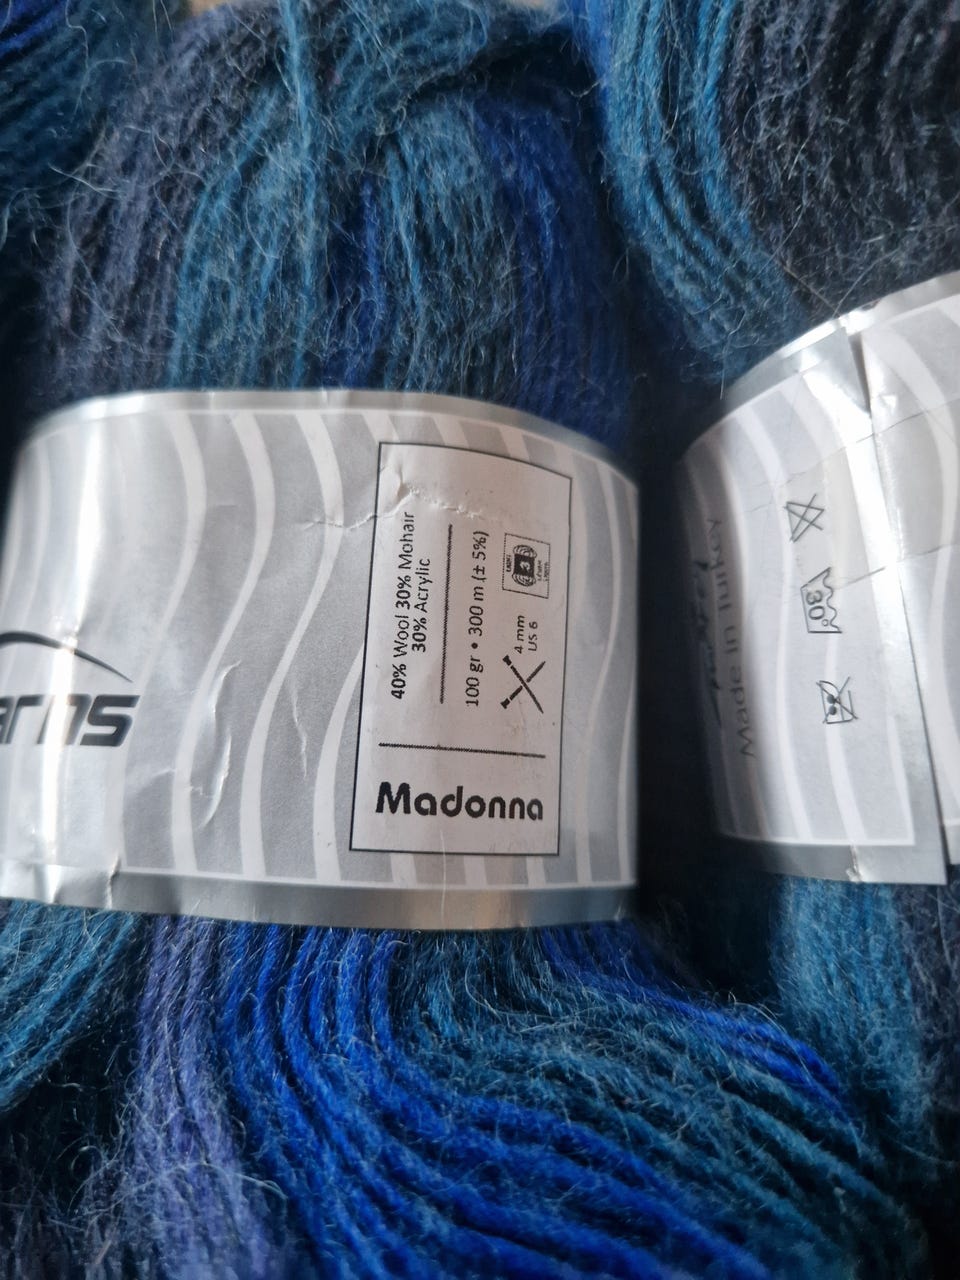 40% Wool 30% Mohair
30% Acrylic
100 gr • 300 m (± 5%)
4 mm
US 6
3
Madonna
Made in Turkey
30°